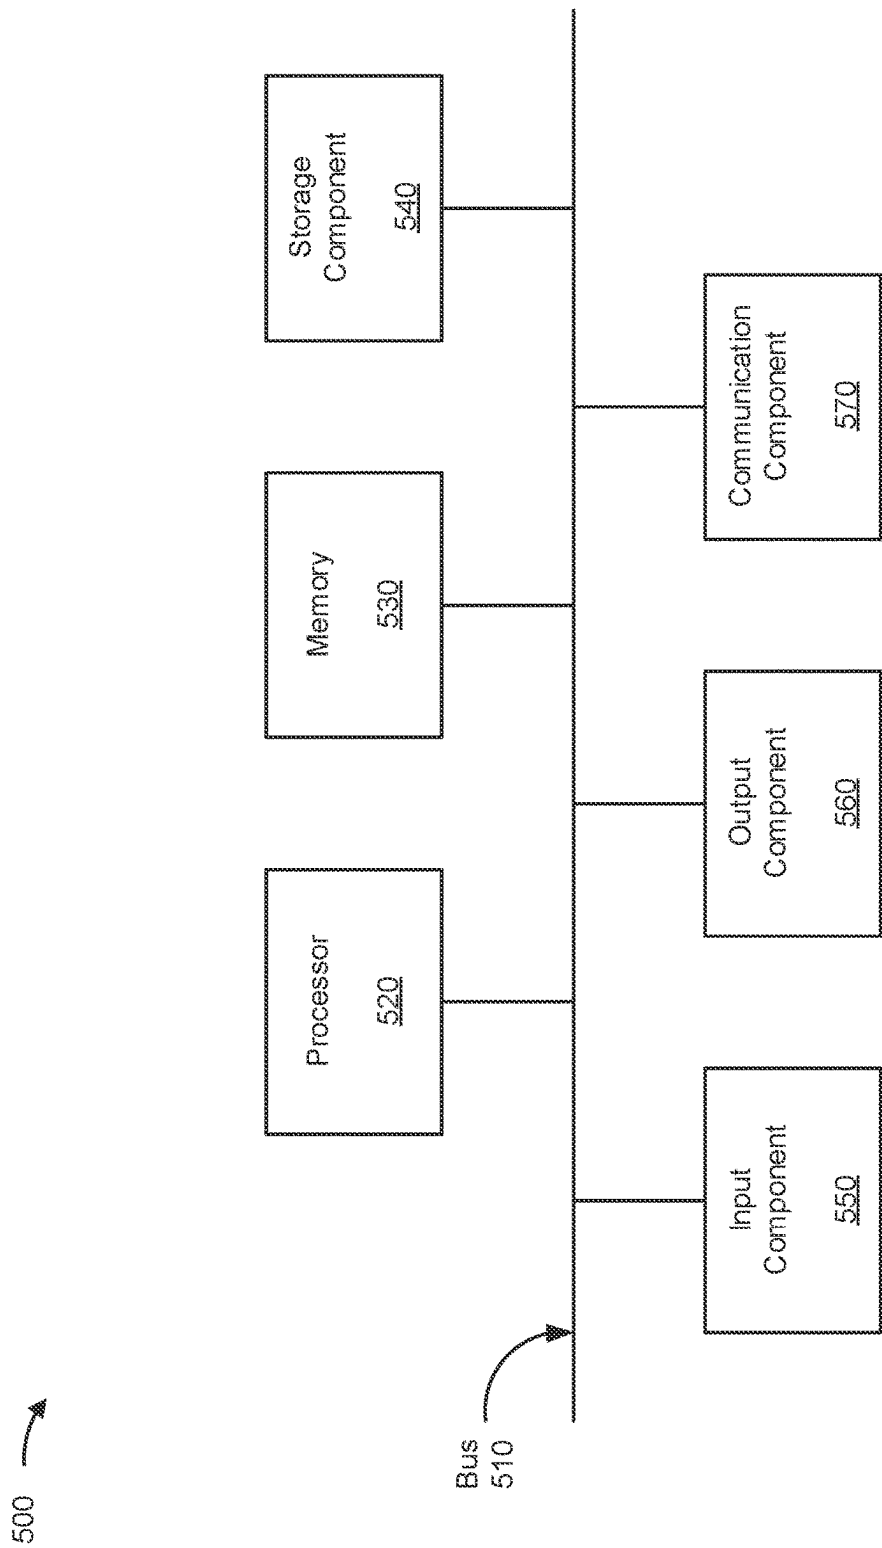 500
Bus
510
Processor
520
Memory
530
Storage
Component
540
Input
Component
550
Output
Component
560
Communication
Component
570